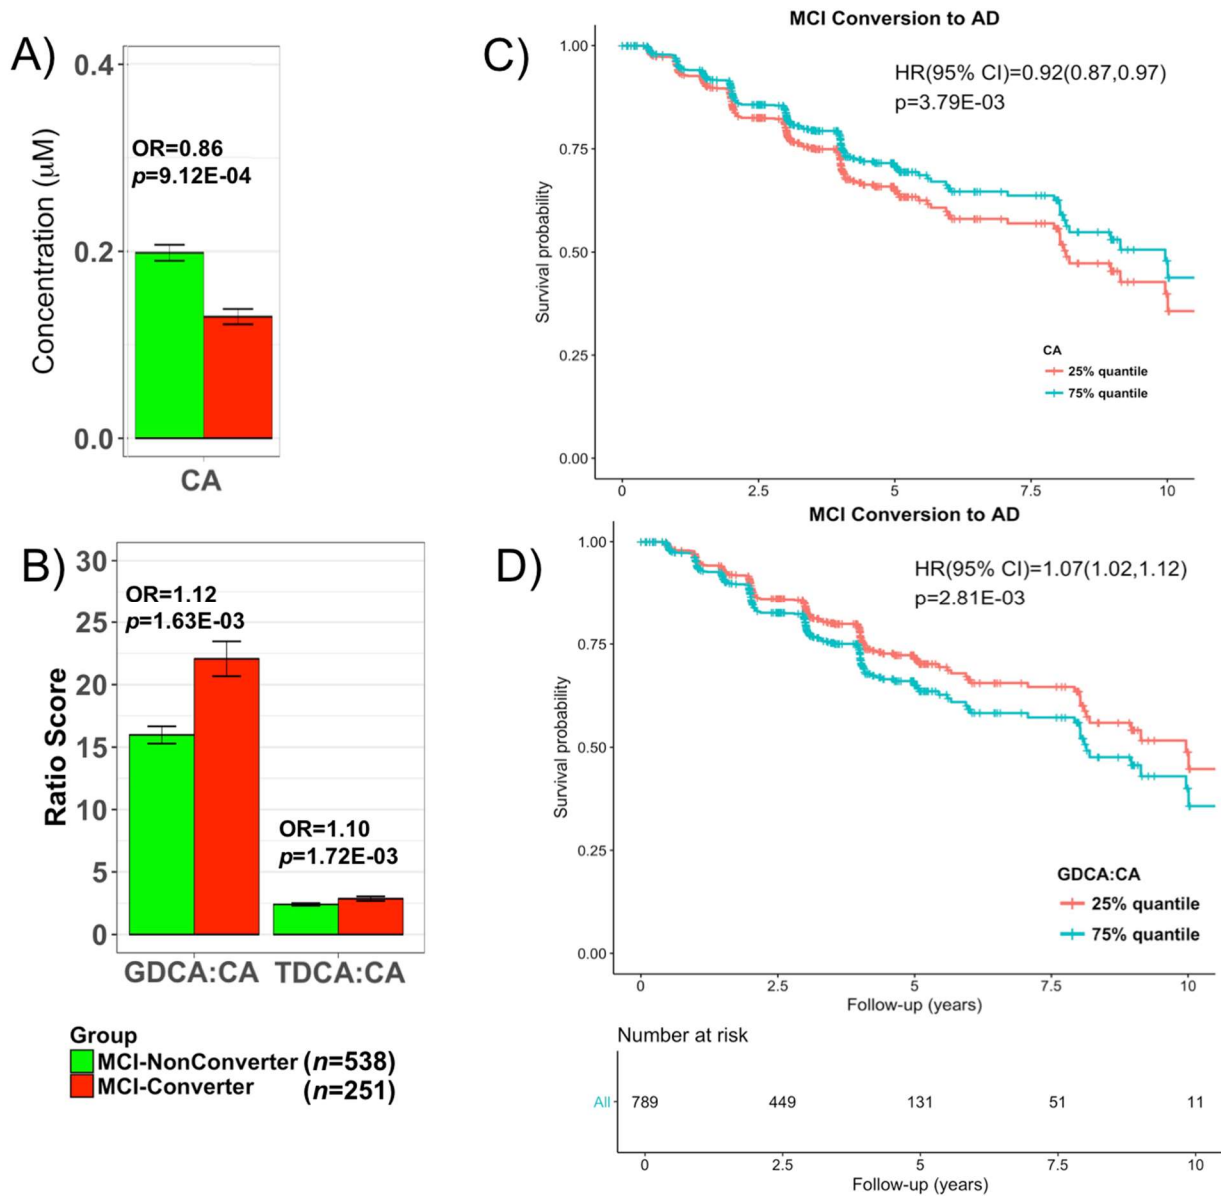 A)
0.4
0.2
0.0
Concentration (μM)
OR=0.86
p=9.12E-04
CA
B)
30
25
20
15
10
5
0
Ratio Score
OR=1.12
p=1.63E-03
OR=1.10
p=1.72E-03
GDCA:CA TDCA:CA
Group
MCI-NonConverter (n=538)
MCI-Converter (n=251)
C)
MCI Conversion to AD
HR(95% CI)=0.92(0.87,0.97)
p=3.79E-03
1.00
0.75
0.50
0.25
0.00
Survival probability
CA
25% quantile
75% quantile
0 2.5 5 7.5 10
D)
MCI Conversion to AD
HR(95% CI)=1.07(1.02,1.12)
p=2.81E-03
1.00
0.75
0.50
0.25
0.00
Survival probability
GDCA:CA
25% quantile
75% quantile
0 2.5 5 7.5 10
Follow-up (years)
Number at risk
All 789 449 131 51 11
0 2.5 5 7.5 10
Follow-up (years)